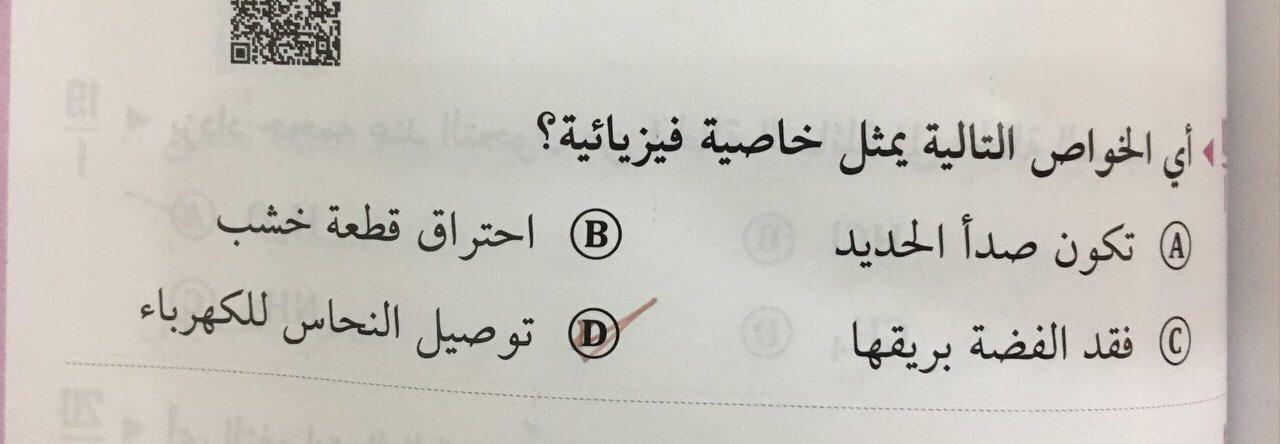 أي الخواص التالية يمثل خاصية فيزيائية؟
Ⓐ تكون صدأ الحديد Ⓑ احتراق قطعة خشب
Ⓒ فقد الفضة بريقها Ⓓ توصيل النحاس للكهرباء